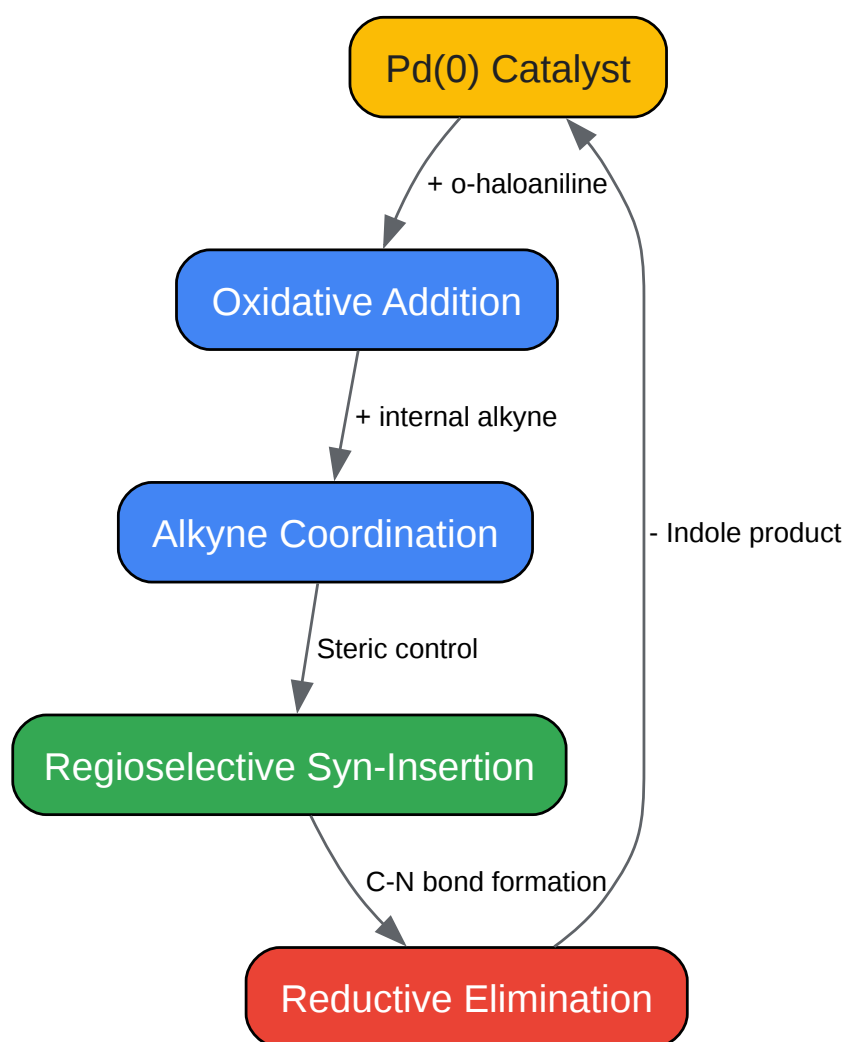 Pd(0) Catalyst
+ o-haloaniline
Oxidative Addition
+ internal alkyne
Alkyne Coordination
- Indole product
Steric control
Regioselective Syn-Insertion
C-N bond formation
Reductive Elimination